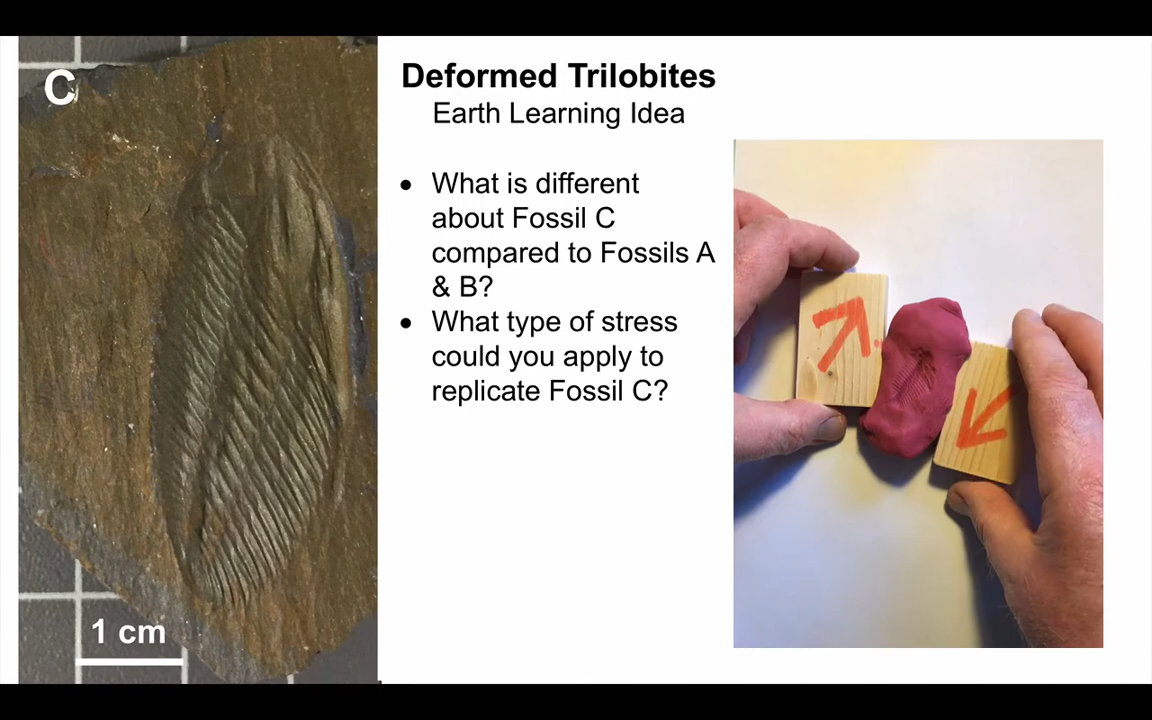 C
Deformed Trilobites
Earth Learning Idea
• What is different
about Fossil C
compared to Fossils A
& B?
• What type of stress
could you apply to
replicate Fossil C?
1 cm